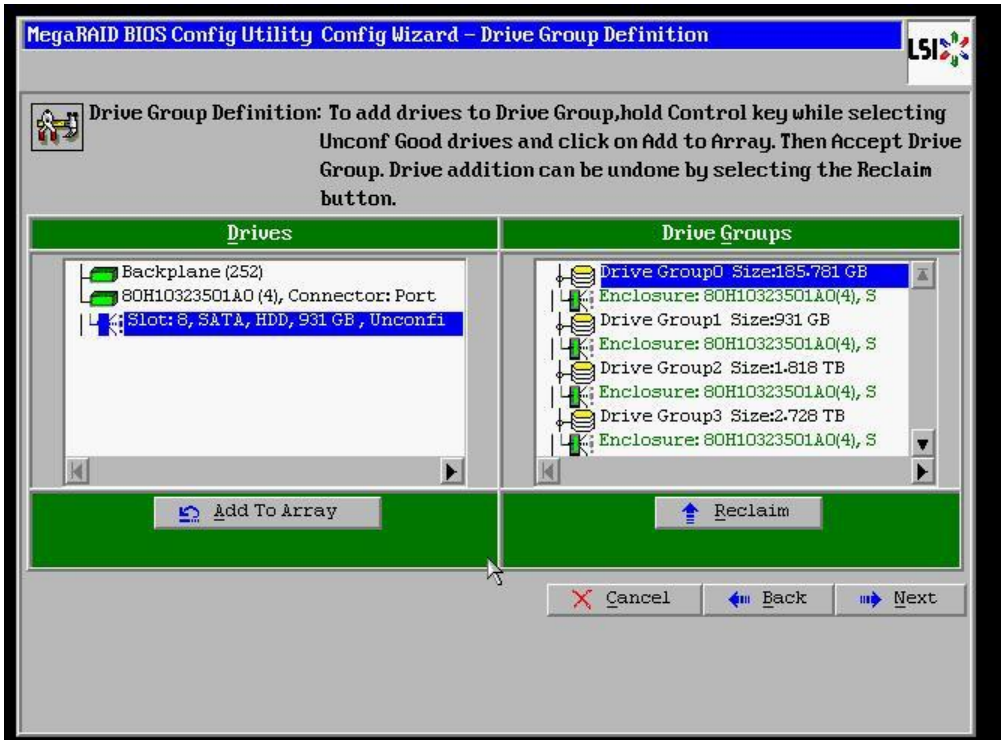 MegaRAID BIOS Config Utility Config Wizard – Drive Group Definition
LSI
Drive Group Definition: To add drives to Drive Group,hold Control key while selecting
Unconf Good drives and click on Add to Array. Then Accept Drive
Group. Drive addition can be undone by selecting the Reclaim
button.
Drives
Backplane (252)
80H10323501A0 (4), Connector: Port
Slot: 8, SATA, HDD, 931 GB , Unconfi
Add To Array
Drive Groups
Drive Group0 Size:185.781 GB
Enclosure: 80H10323501A0(4), S
Drive Group1 Size:931 GB
Enclosure: 80H10323501A0(4), S
Drive Group2 Size:1.818 TB
Enclosure: 80H10323501A0(4), S
Drive Group3 Size:2.728 TB
Enclosure: 80H10323501A0(4), S
Reclaim
Cancel
Back
Next